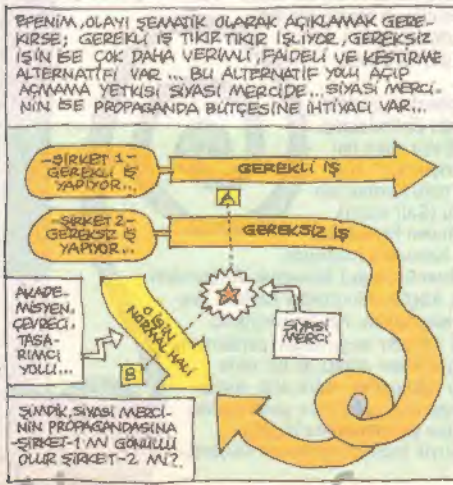 EFENİM, OLAYI ŞEMATİK OLARAK AÇIKLAMAK GERE-
KİRSE; GEREKLİ İŞ TIKIR TIKIR İŞLİYOR, GEREKSİZ
İŞİN İSE ÇOK DAHA VERİMLİ, FAİDELİ VE KESTİRME
ALTERNATİFİ VAR... BU ALTERNATİF YOLU AÇIP
AÇMAMA YETKİSİ SİYASİ MERCİDE... SİYASİ MERCİ-
NİN İSE PROPAGANDA BÜTÇESİNE İHTİYACI VAR...
-ŞİRKET 1-
GEREKLİ İŞ
YAPIYOR...
GEREKLİ İŞ
A
-ŞİRKET 2-
GEREKSİZ İŞ
YAPIYOR...
GEREKSİZ İŞ
AKADE-
MİSYEN,
ÇEVRECİ,
TASA-
RIMCI
YOLU...
O İŞİN
NORMAL HALİ
SİYASİ
MERCİ
B
ŞİMDİK, SİYASİ MERCİ-
NİN PROPAGANDASINA
-ŞİRKET-1 Mİ GÖNÜLLÜ
OLUR ŞİRKET-2 Mİ?